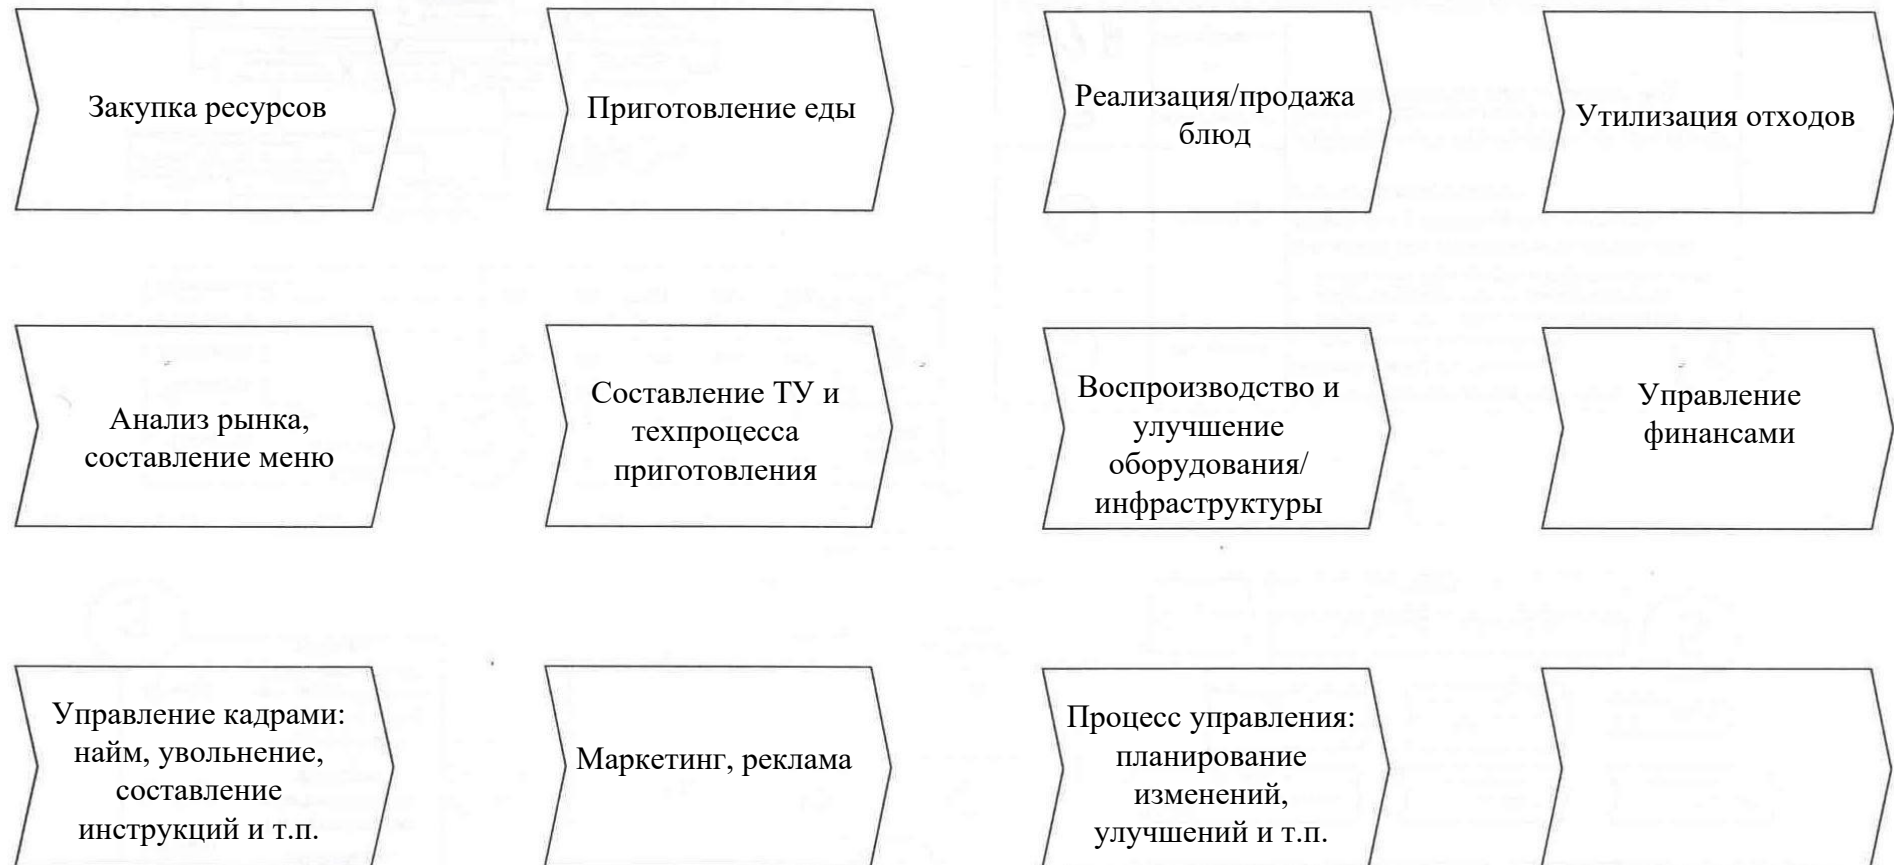 Закупка ресурсов
Приготовление еды
Реализация/продажа
блюд
Утилизация отходов
Анализ рынка,
составление меню
Составление ТУ и
техпроцесса
приготовления
Воспроизводство и
улучшение
оборудования/
инфраструктуры
Управление
финансами
Управление кадрами:
найм, увольнение,
составление
инструкций и т.п.
Маркетинг, реклама
Процесс управления:
планирование
изменений,
улучшений и т.п.